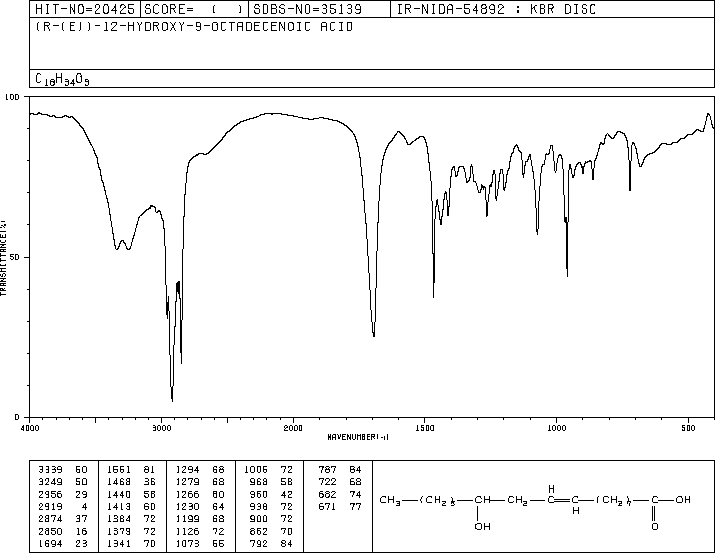 HIT-NO=20425 SCORE= ( ) SDBS-NO=35139 IR-NIDA-54892 : KBR DISC
(R-(E))-12-HYDROXY-9-OCTADECENOIC ACID
C18H34O3
100
50
0
TRANSMITTANCE(%)
4000 3000 2000 1500 1000 500
WAVENUMBER(-1)
3339 50 1551 81 1294 68 1005 72 787 84
3249 50 1468 36 1279 68 968 58 722 68
2956 29 1440 58 1266 60 960 42 682 74
2919 4 1413 60 1230 64 938 72 671 77
2874 37 1384 72 1199 68 900 72
2850 16 1379 72 1126 72 862 70
1694 23 1341 70 1073 55 792 84
H
CH3 (CH2)5 CH CH2 C C (CH2)7 C OH
H
OH O